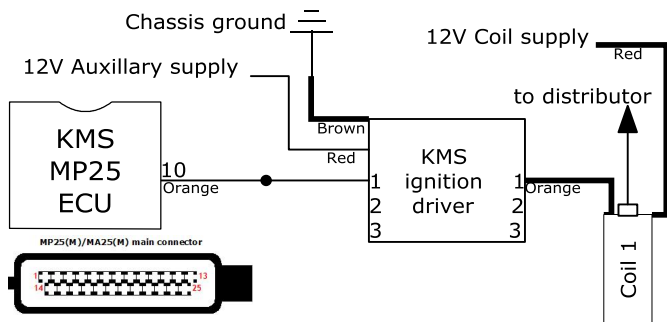 Chassis ground
12V Coil supply
Red
12V Auxillary supply
to distributor
Brown
Red
KMS
MP25
ECU
10
Orange
KMS
ignition
driver
1
2
3
1
2
3
Orange
Coil 1
MP25(M)/MA25(M) main connector
1
13
14
25